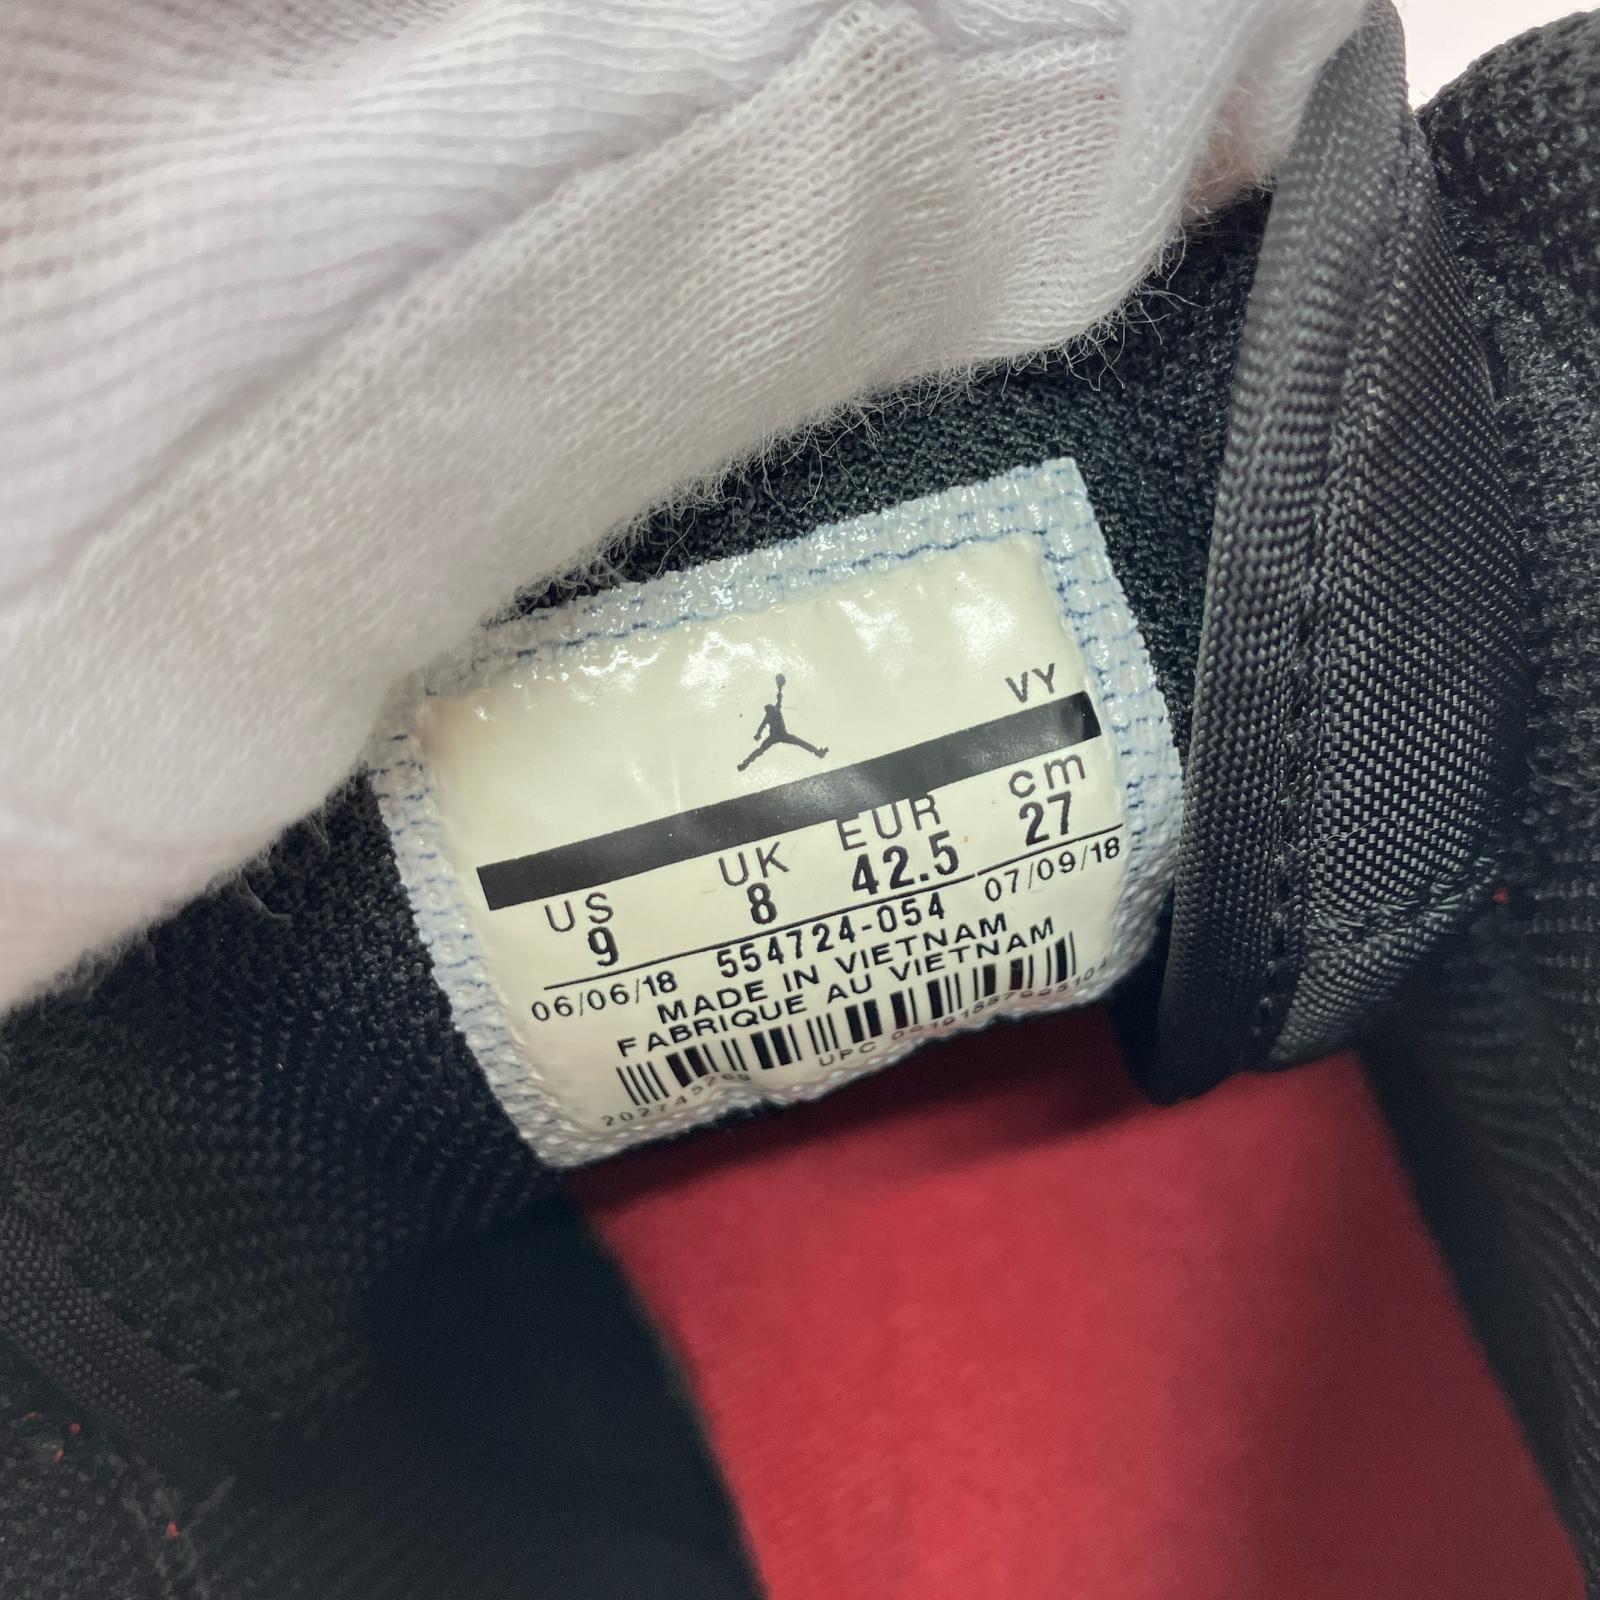 VY
US UK EUR cm
9 8 42.5 27
06/06/18 554724-054 07/09/18
MADE IN VIETNAM
FABRIQUE AU VIETNAM
UPC